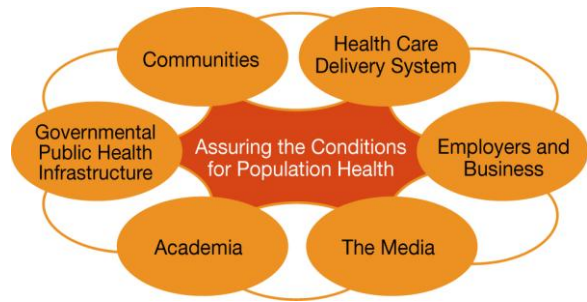 Communities
Health Care
Delivery System
Governmental
Public Health
Infrastructure
Assuring the Conditions
for Population Health
Employers and
Business
Academia
The Media